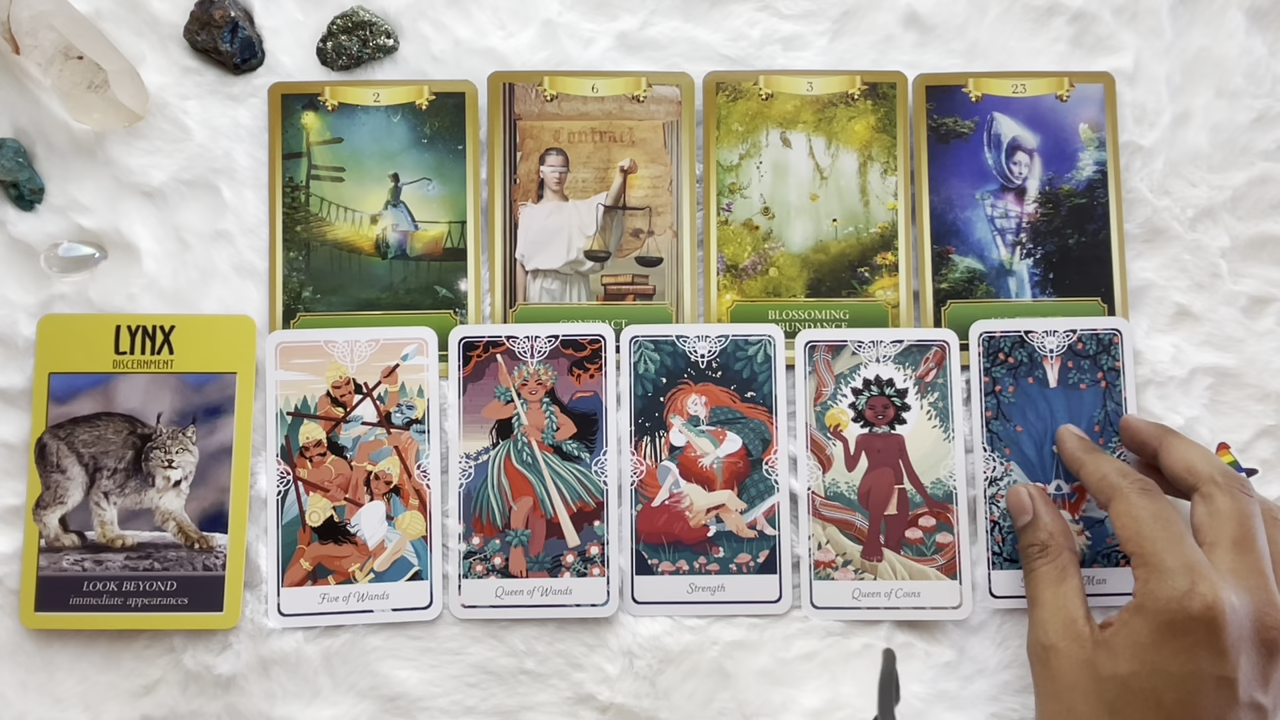 2
6
3
23
Contract
CONTRACT
BLOSSOMING
ABUNDANCE
LYNX
DISCERNMENT
LOOK BEYOND
immediate appearances
Five of Wands
Queen of Wands
Strength
Queen of Coins
Man